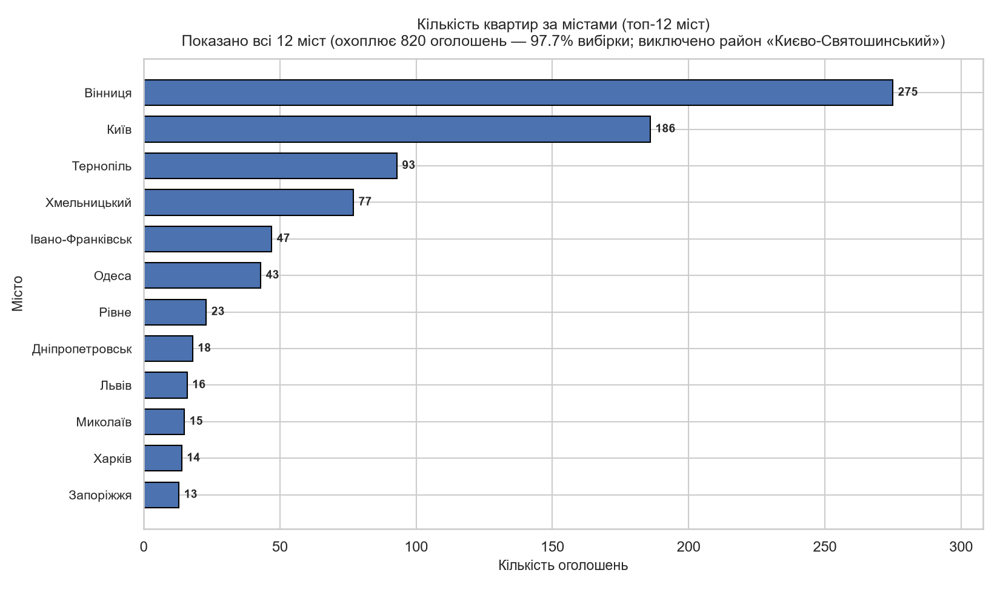 Кількість квартир за містами (топ-12 міст)
Показано всі 12 міст (охоплює 820 оголошень — 97.7% вибірки; виключено район «Києво-Святошинський»)
Місто
Вінниця 275
Київ 186
Тернопіль 93
Хмельницький 77
Івано-Франківськ 47
Одеса 43
Рівне 23
Дніпропетровськ 18
Львів 16
Миколаїв 15
Харків 14
Запоріжжя 13
0 50 100 150 200 250 300
Кількість оголошень